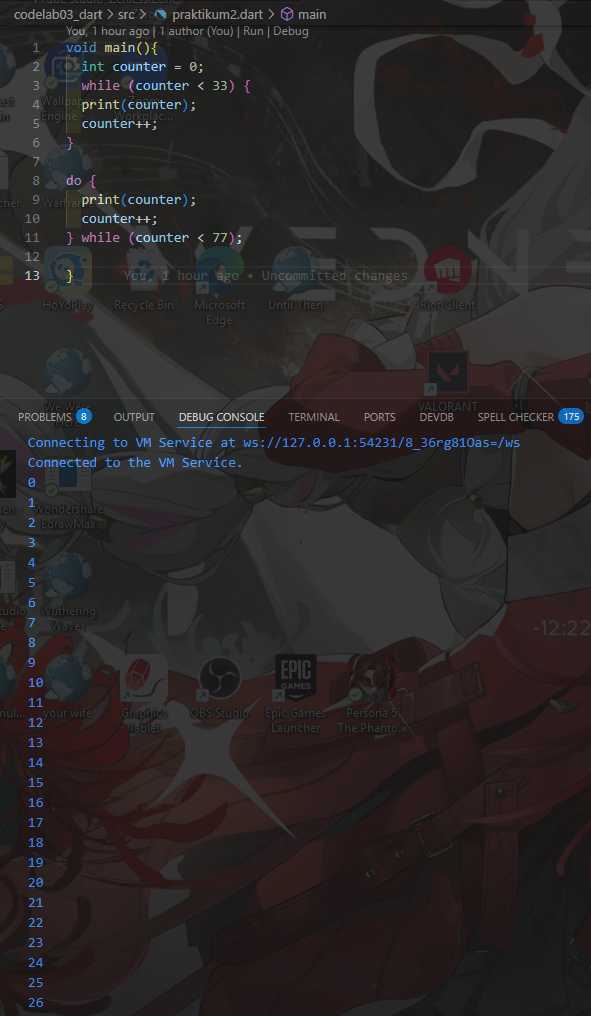 codelab03_dart > src > praktikum2.dart > main
You, 1 hour ago | 1 author (You) | Run | Debug
1 void main(){
2 int counter = 0;
3 while (counter < 33) {
4 print(counter);
5 counter++;
6 }
7
8 do {
9 print(counter);
10 counter++;
11 } while (counter < 77);
12
13 } You, 1 hour ago • Uncommitted changes
HoYoPlay
Recycle Bin
Microsoft
Edge
Until Then
Riot Client
VALORANT
PROBLEMS 8 OUTPUT DEBUG CONSOLE TERMINAL PORTS DEVDB SPELL CHECKER 175
Connecting to VM Service at ws://127.0.0.1:54231/8_36rg81Oas=/ws
Connected to the VM Service.
0
1
Wondershare
EdrawMax
2
3
4
5
6
Wuthering
Waves
7
-12:22
8
9
10
11
your wife
Graphics
Tablet
OBS Studio
EPIC
GAMES
Epic Games
Launcher
Persona 5
The Phanto...
12
13
14
15
16
17
18
19
20
21
22
23
24
25
26